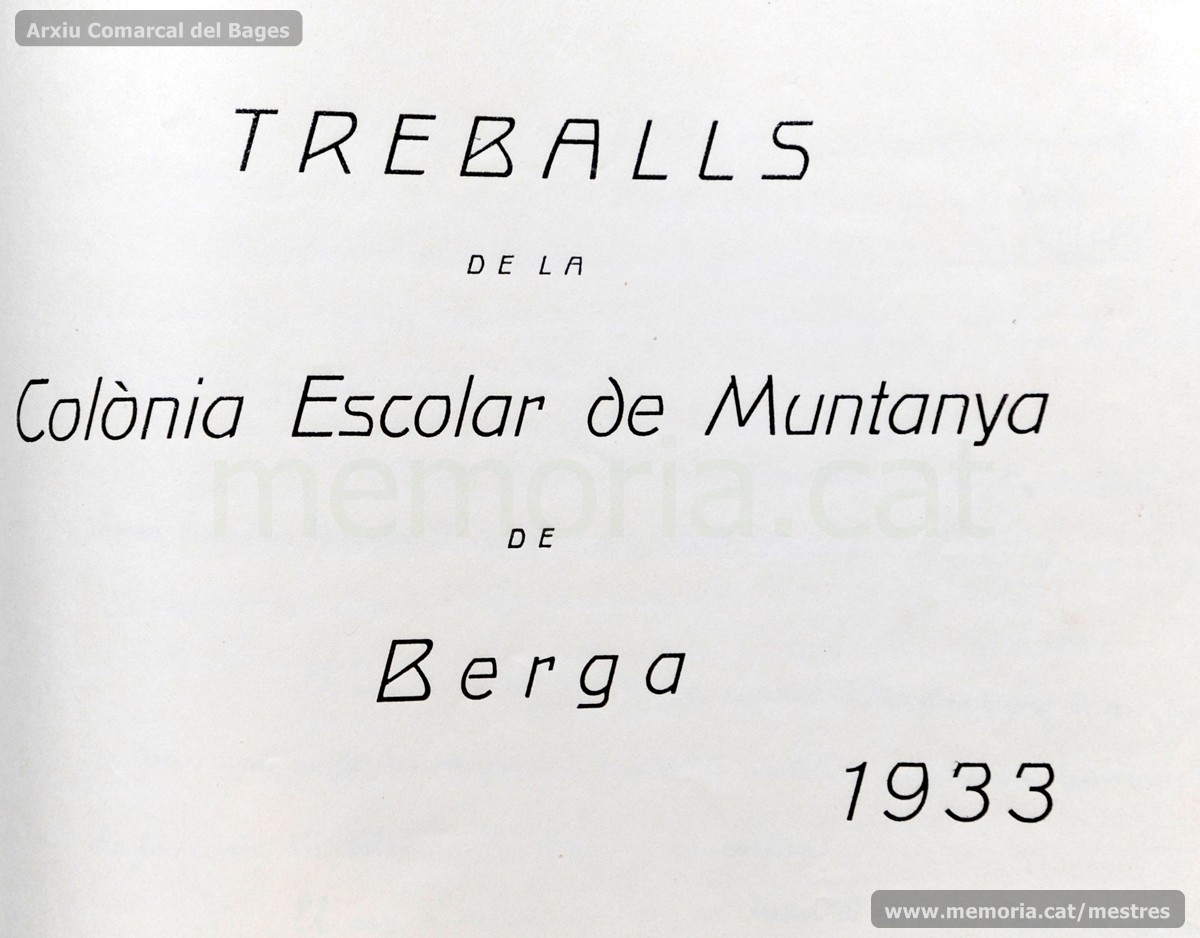 Arxiu Comarcal del Bages
TREBALLS
DE LA
Colònia Escolar de Muntanya
memoria.cat
DE
Berga
1933
www.memoria.cat/mestres